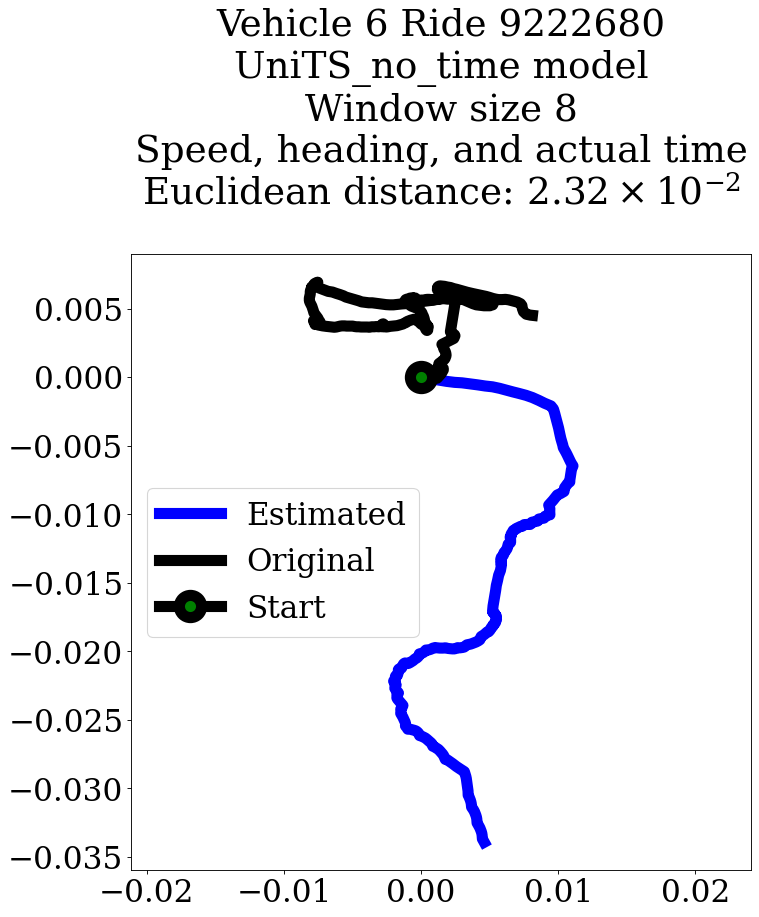 Vehicle 6 Ride 9222680
UniTS_no_time model
Window size 8
Speed, heading, and actual time
Euclidean distance: 2.32 × 10⁻²
0.005
0.000
−0.005
−0.010
−0.015
−0.020
−0.025
−0.030
−0.035
Estimated
Original
Start
−0.02
−0.01
0.00
0.01
0.02